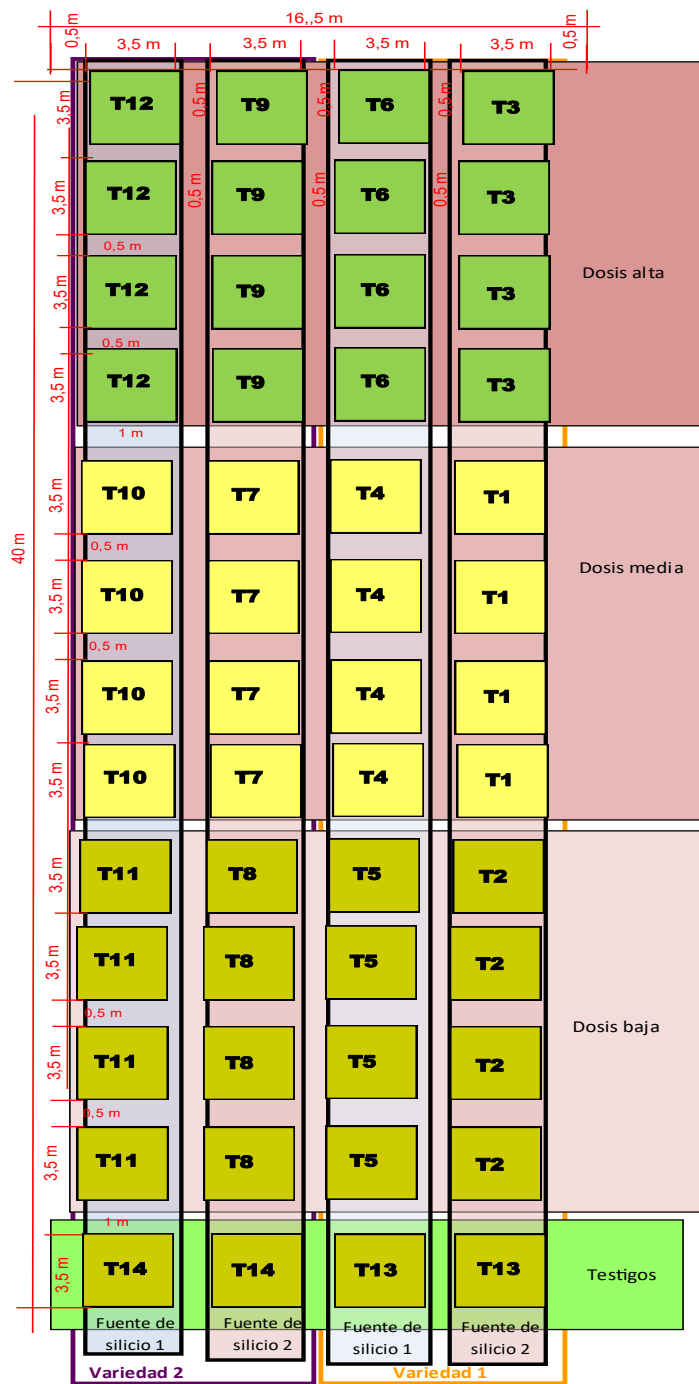 16,,5 m
0,5 m 3,5 m 3,5 m 3,5 m 3,5 m 0,5 m
3,5 m T12 0,5 m T9 0,5 m T6 0,5 m T3
3,5 m T12 0,5 m T9 0,5 m T6 0,5 m T3
0,5 m
Dosis alta
3,5 m T12 T9 T6 T3
0,5 m
3,5 m T12 T9 T6 T3
1 m
3,5 m T10 T7 T4 T1
40 m
0,5 m
Dosis media
3,5 m T10 T7 T4 T1
0,5 m
3,5 m T10 T7 T4 T1
3,5 m T10 T7 T4 T1
3,5 m T11 T8 T5 T2
3,5 m T11 T8 T5 T2
0,5 m
Dosis baja
3,5 m T11 T8 T5 T2
0,5 m
3,5 m T11 T8 T5 T2
1 m
3,5 m T14 T14 T13 T13
Testigos
Fuente de Fuente de Fuente de Fuente de
silicio 1 silicio 2 silicio 1 silicio 2
Variedad 2 Variedad 1